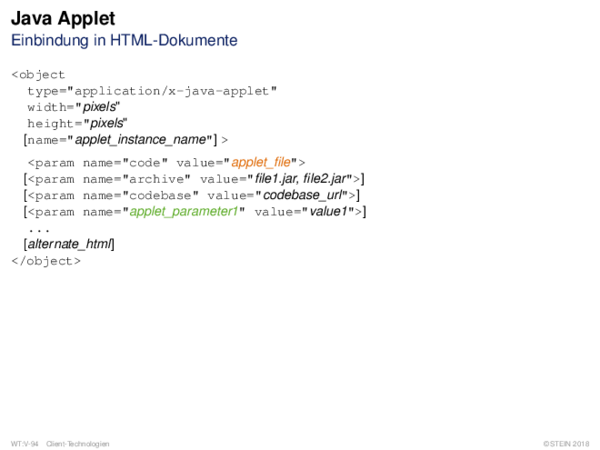 Java Applet
Einbindung in HTML-Dokumente
<object
type="application/x-java-applet"
width="pixels"
height="pixels"
[name="applet_instance_name"] >
<param name="code" value="applet_file">
[<param name="archive" value="file1.jar, file2.jar">]
[<param name="codebase" value="codebase_url">]
[<param name="applet_parameter1" value="value1">]
...
[alternate_html]
</object>
WT:V-94 Client-Technologien ©STEIN 2018